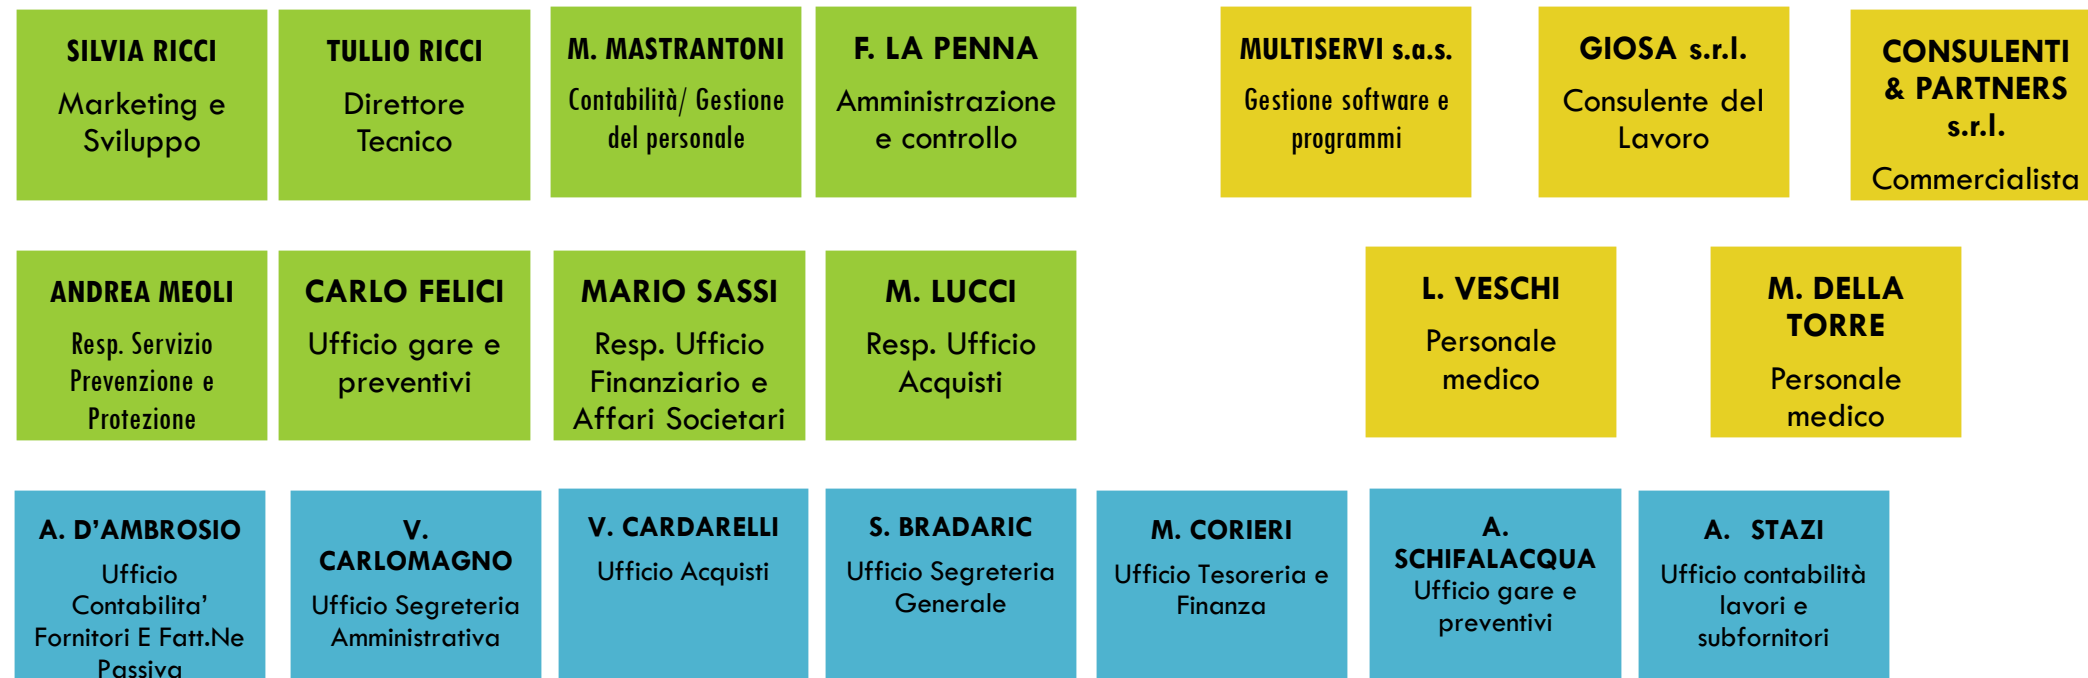 SILVIA RICCI
Marketing e
Sviluppo
TULLIO RICCI
Direttore
Tecnico
M. MASTRANTONI
Contabilità/ Gestione
del personale
F. LA PENNA
Amministrazione
e controllo
MULTISERVI s.a.s.
Gestione software e
programmi
GIOSA s.r.l.
Consulente del
Lavoro
CONSULENTI
& PARTNERS
s.r.l.
Commercialista
ANDREA MEOLI
Resp. Servizio
Prevenzione e
Protezione
CARLO FELICI
Ufficio gare e
preventivi
MARIO SASSI
Resp. Ufficio
Finanziario e
Affari Societari
M. LUCCI
Resp. Ufficio
Acquisti
L. VESCHI
Personale
medico
M. DELLA
TORRE
Personale
medico
A. D’AMBROSIO
Ufficio
Contabilita’
Fornitori E Fatt.Ne
Passiva
V.
CARLOMAGNO
Ufficio Segreteria
Amministrativa
V. CARDARELLI
Ufficio Acquisti
S. BRADARIC
Ufficio Segreteria
Generale
M. CORIERI
Ufficio Tesoreria e
Finanza
A.
SCHIFALACQUA
Ufficio gare e
preventivi
A. STAZI
Ufficio contabilità
lavori e
subfornitori